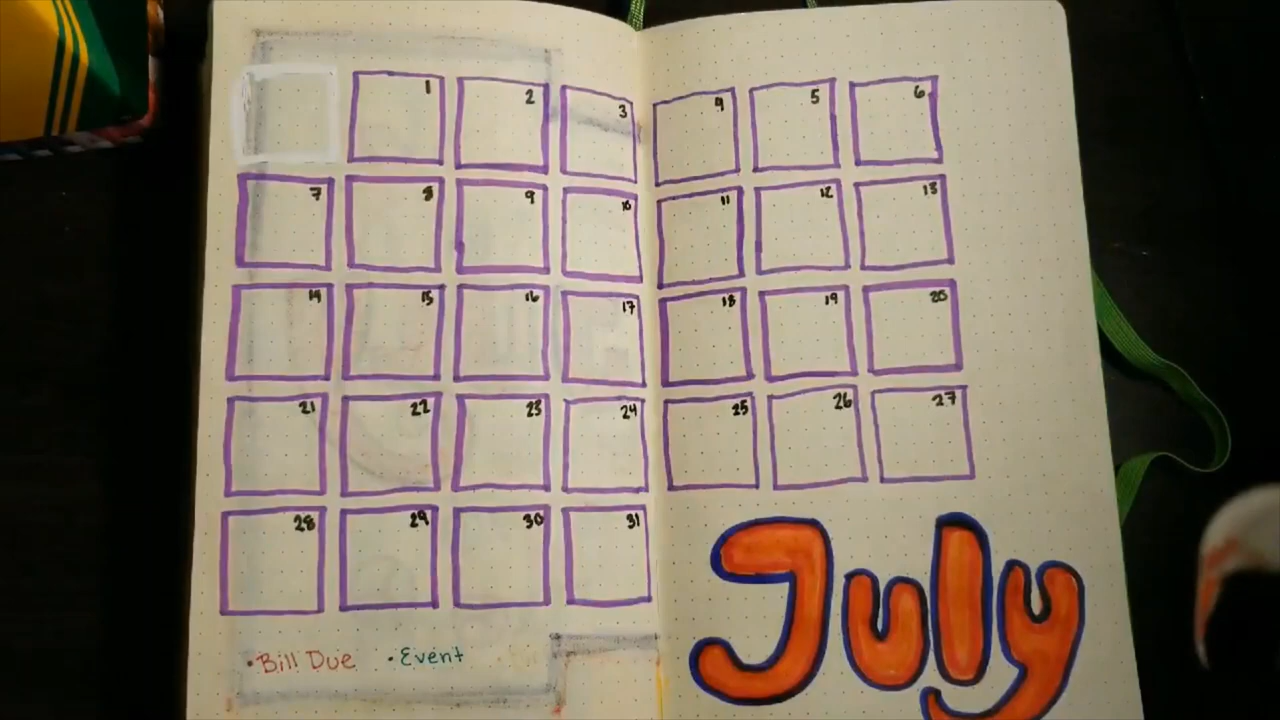 1 2 3 4 5 6
7 8 9 10 11 12 13
14 15 16 17 18 19 20
21 22 23 24 25 26 27
28 29 30 31
July
•Bill Due •Event